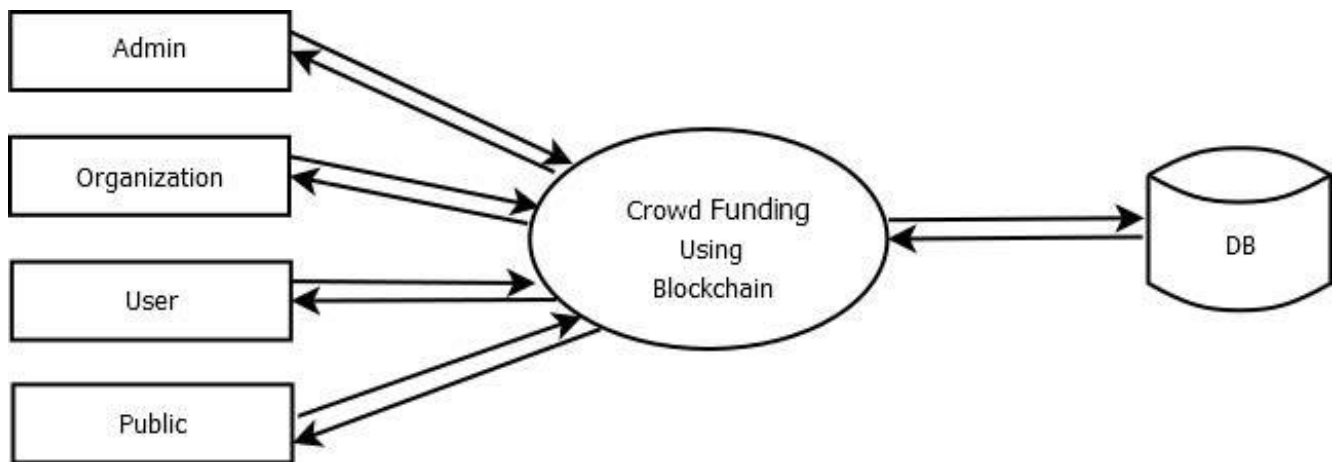 Admin
Organization
User
Public
Crowd Funding
Using
Blockchain
DB